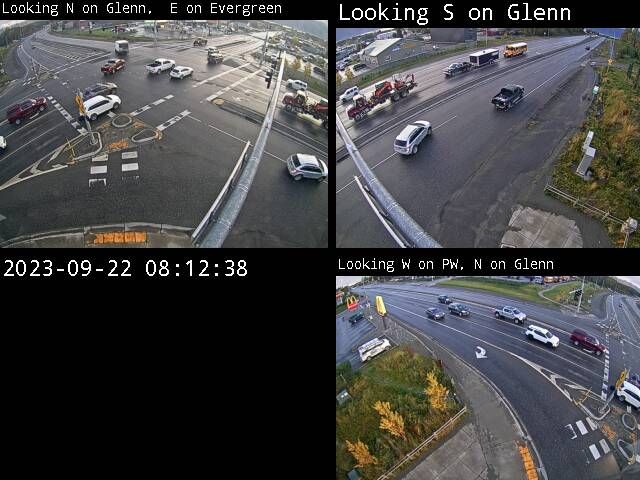 Looking N on Glenn, E on Evergreen
Looking S on Glenn
2023-09-22 08:12:38
Looking W on PW, N on Glenn